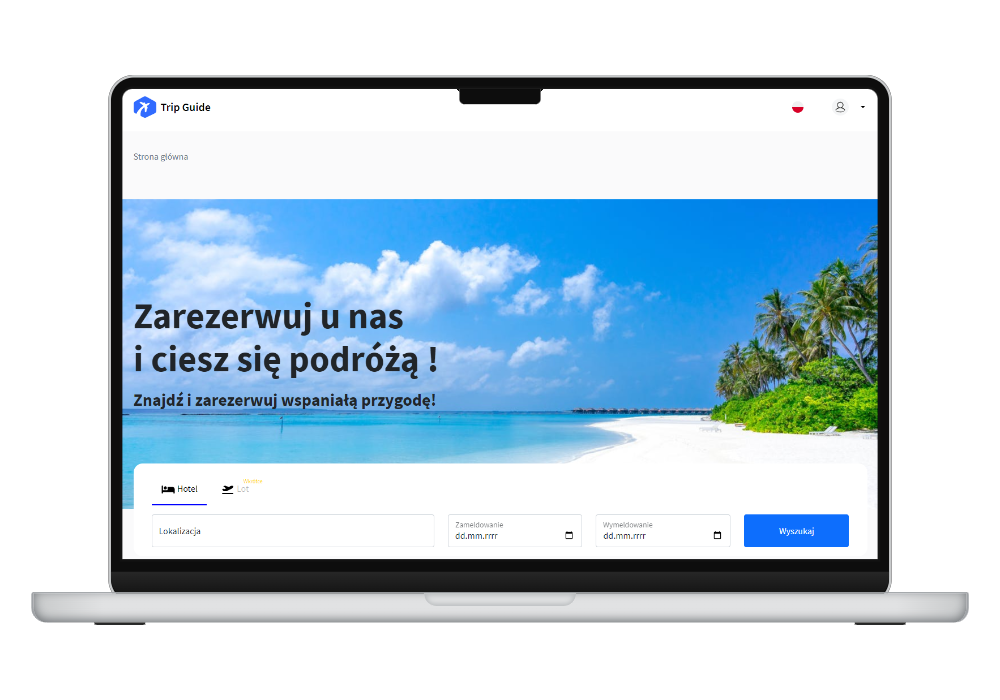 Trip Guide
Strona główna
Zarezerwuj u nas
i ciesz się podróżą !
Znajdź i zarezerwuj wspaniałą przygodę!
Hotel
Lot
Lokalizacja
Zameldowanie
dd.mm.rrrr
Wymeldowanie
dd.mm.rrrr
Wyszukaj